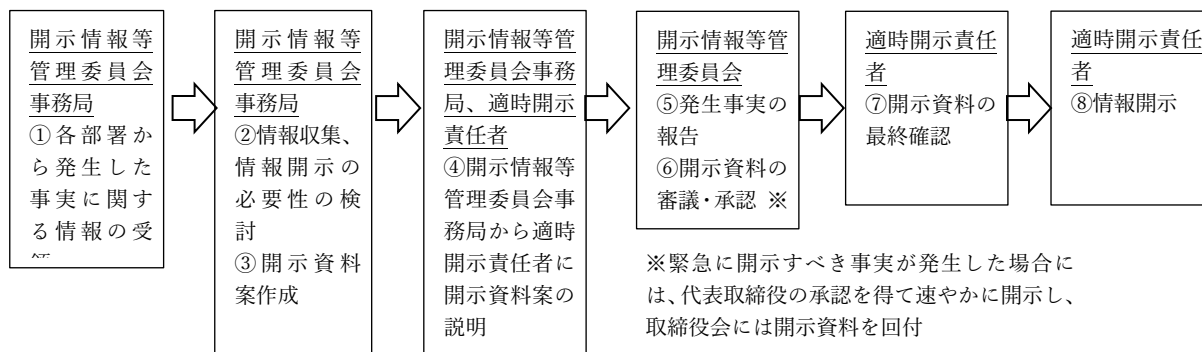 開示情報等
管理委員会
事務局
①各部署か
ら発生した
事実に関す
る情報の受
開示情報等
管理委員会
事務局
②情報収集、
情報開示の
必要性の検
討
③開示資料
案作成
開示情報等管
理委員会事務
局、適時開示
責任者
④開示情報等
管理委員会事
務局から適時
開示責任者に
開示資料案の
説明
開示情報等管
理委員会
⑤発生事実の
報告
⑥開示資料の
審議・承認 ※
適時開示責任
者
⑦開示資料の
最終確認
適時開示責任
者
⑧情報開示
※緊急に開示すべき事実が発生した場合に
は、代表取締役の承認を得て速やかに開示し、
取締役会には開示資料を回付